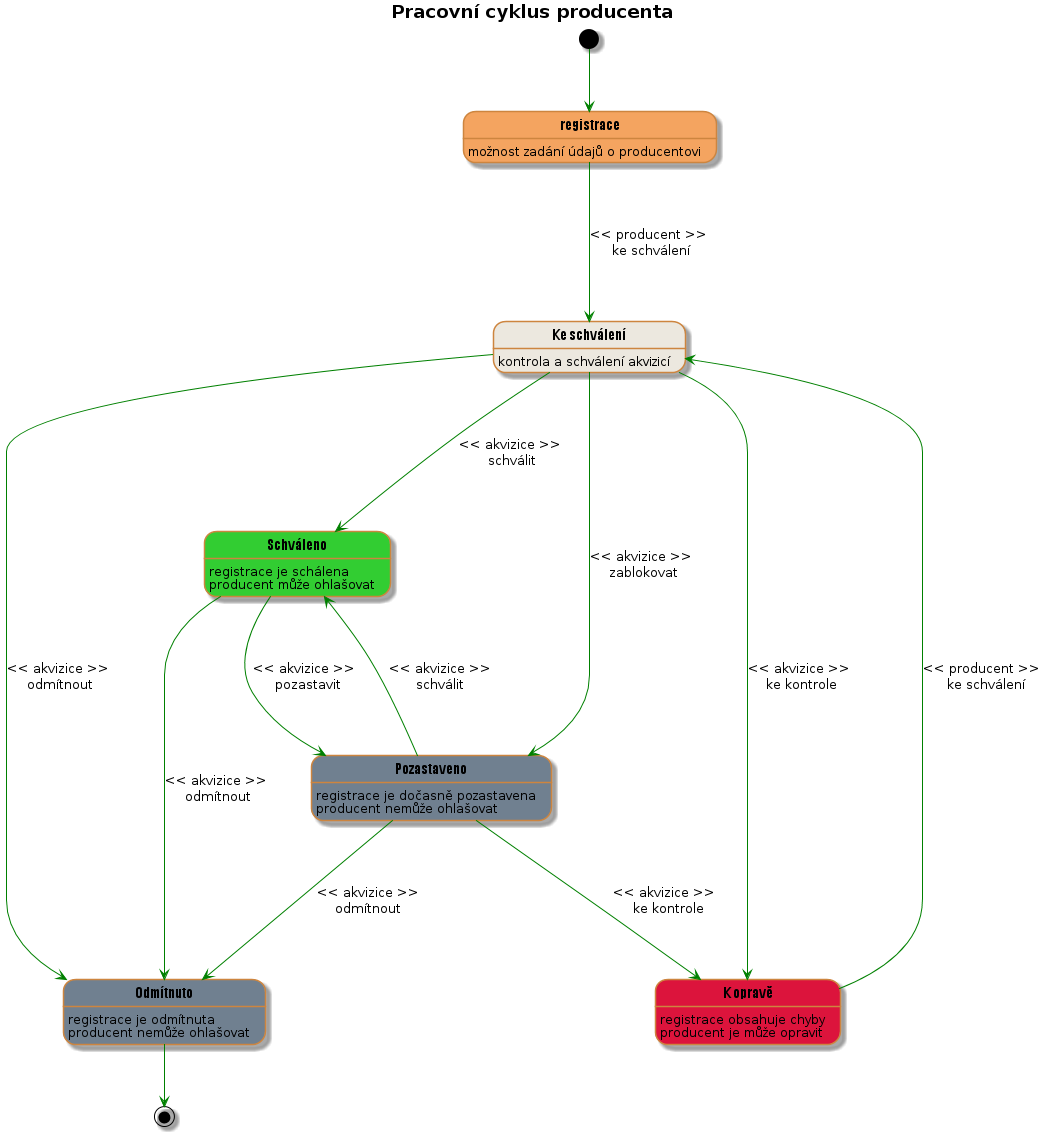 Pracovní cyklus producenta
registrace
možnost zadání údajů o producentovi
<< producent >>
ke schválení
Ke schválení
kontrola a schválení akvizicí
<< akvizice >>
schválit
Schváleno
registrace je schálena
producent může ohlašovat
<< akvizice >>
zablokovat
<< akvizice >>
odmítnout
<< akvizice >>
pozastavit
<< akvizice >>
schválit
<< akvizice >>
ke kontrole
<< producent >>
ke schválení
Pozastaveno
registrace je dočasně pozastavena
producent nemůže ohlašovat
<< akvizice >>
odmítnout
<< akvizice >>
odmítnout
<< akvizice >>
ke kontrole
Odmítnuto
registrace je odmítnuta
producent nemůže ohlašovat
K opravě
registrace obsahuje chyby
producent je může opravit